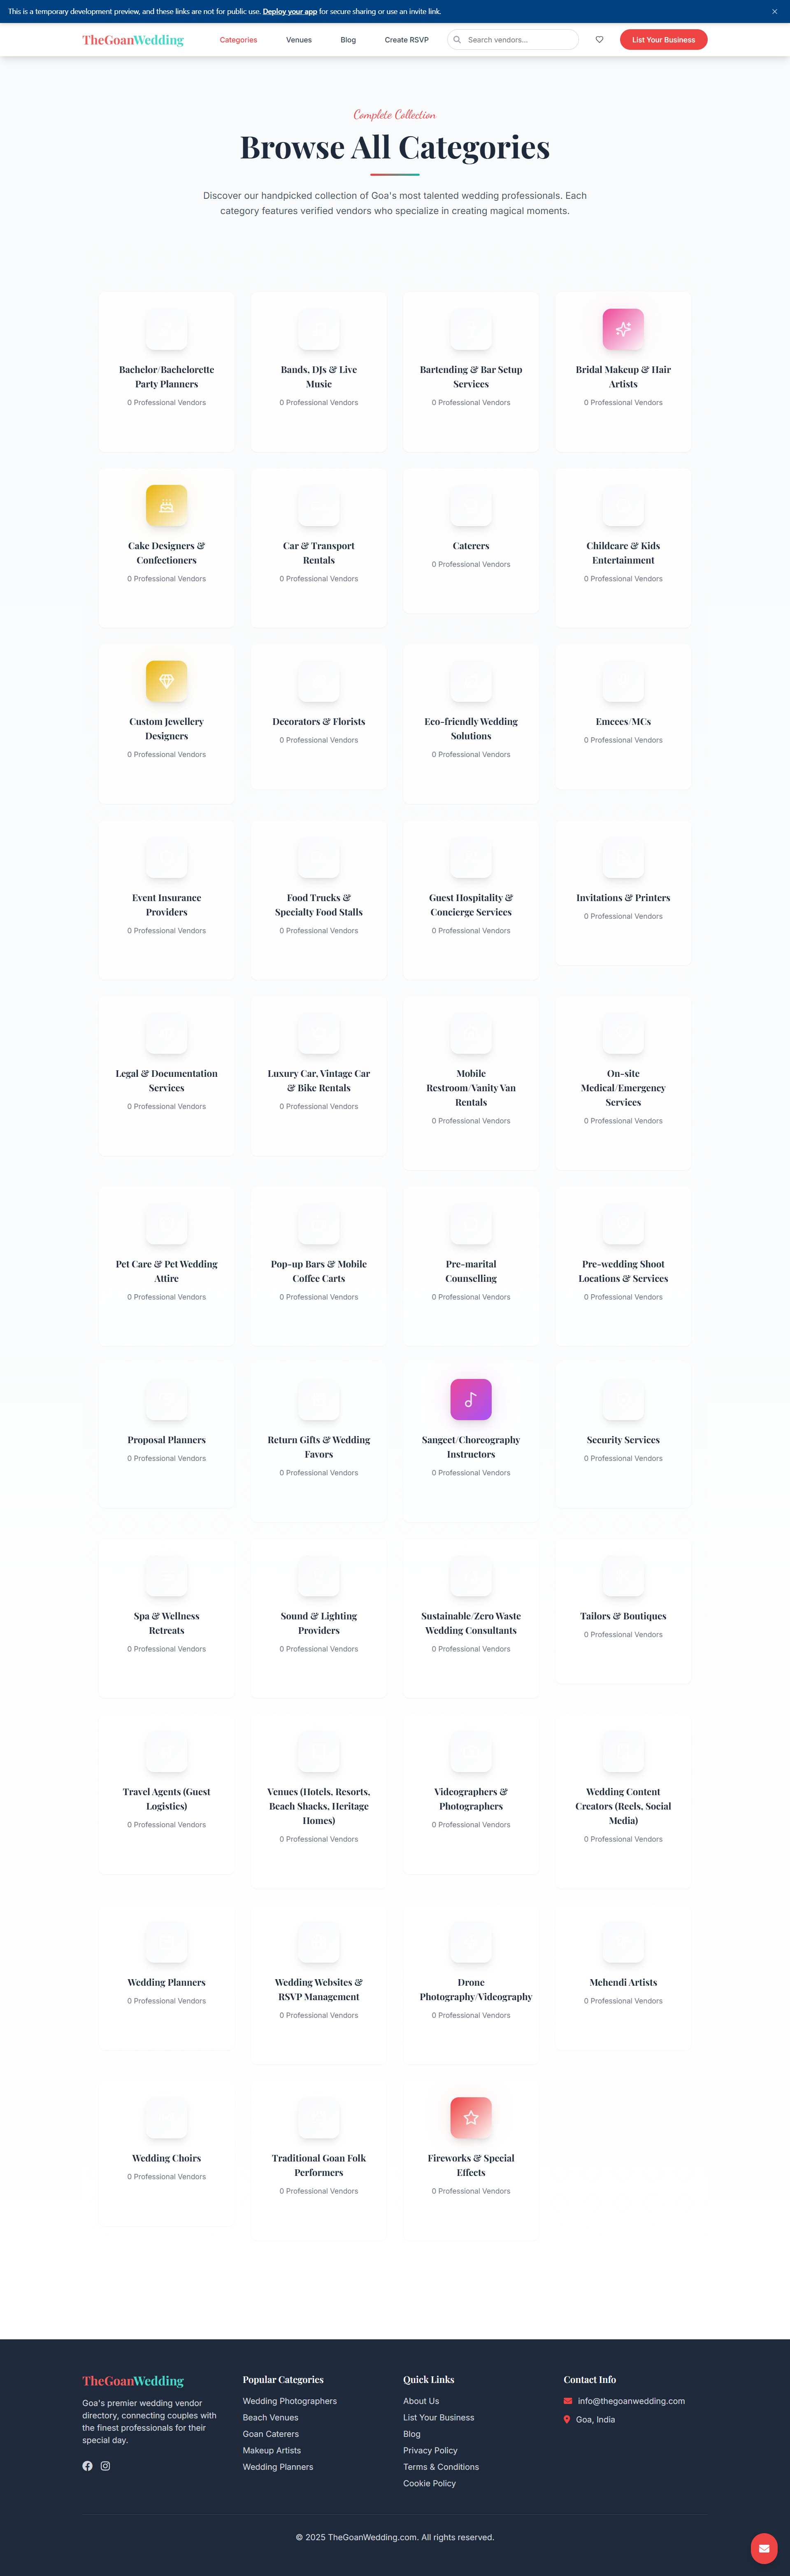 This is a temporary development preview, and these links are not for public use. Deploy your app for secure sharing or use an invite link.
TheGoanWedding
Categories
Venues
Blog
Create RSVP
Search vendors...
List Your Business
Complete Collection
Browse All Categories
Discover our handpicked collection of Goa's most talented wedding professionals. Each
category features verified vendors who specialize in creating magical moments.
Bachelor/Bachelorette
Party Planners
0 Professional Vendors
Bands, DJs & Live
Music
0 Professional Vendors
Bartending & Bar Setup
Services
0 Professional Vendors
Bridal Makeup & Hair
Artists
0 Professional Vendors
Cake Designers &
Confectioners
0 Professional Vendors
Car & Transport
Rentals
0 Professional Vendors
Caterers
0 Professional Vendors
Childcare & Kids
Entertainment
0 Professional Vendors
Custom Jewellery
Designers
0 Professional Vendors
Decorators & Florists
0 Professional Vendors
Eco-friendly Wedding
Solutions
0 Professional Vendors
Emcees/MCs
0 Professional Vendors
Event Insurance
Providers
0 Professional Vendors
Food Trucks &
Specialty Food Stalls
0 Professional Vendors
Guest Hospitality &
Concierge Services
0 Professional Vendors
Invitations & Printers
0 Professional Vendors
Legal & Documentation
Services
0 Professional Vendors
Luxury Car, Vintage Car
& Bike Rentals
0 Professional Vendors
Mobile
Restroom/Vanity Van
Rentals
0 Professional Vendors
On-site
Medical/Emergency
Services
0 Professional Vendors
Pet Care & Pet Wedding
Attire
0 Professional Vendors
Pop-up Bars & Mobile
Coffee Carts
0 Professional Vendors
Pre-marital
Counselling
0 Professional Vendors
Pre-wedding Shoot
Locations & Services
0 Professional Vendors
Proposal Planners
0 Professional Vendors
Return Gifts & Wedding
Favors
0 Professional Vendors
Sangeet/Choreography
Instructors
0 Professional Vendors
Security Services
0 Professional Vendors
Spa & Wellness
Retreats
0 Professional Vendors
Sound & Lighting
Providers
0 Professional Vendors
Sustainable/Zero Waste
Wedding Consultants
0 Professional Vendors
Tailors & Boutiques
0 Professional Vendors
Travel Agents (Guest
Logistics)
0 Professional Vendors
Venues (Hotels, Resorts,
Beach Shacks, Heritage
Homes)
0 Professional Vendors
Videographers &
Photographers
0 Professional Vendors
Wedding Content
Creators (Reels, Social
Media)
0 Professional Vendors
Wedding Planners
0 Professional Vendors
Wedding Websites &
RSVP Management
0 Professional Vendors
Drone
Photography/Videography
0 Professional Vendors
Mehendi Artists
0 Professional Vendors
Wedding Choirs
0 Professional Vendors
Traditional Goan Folk
Performers
0 Professional Vendors
Fireworks & Special
Effects
0 Professional Vendors
TheGoanWedding
Goa's premier wedding vendor
directory, connecting couples with
the finest professionals for their
special day.
Popular Categories
Wedding Photographers
Beach Venues
Goan Caterers
Makeup Artists
Wedding Planners
Quick Links
About Us
List Your Business
Blog
Privacy Policy
Terms & Conditions
Cookie Policy
Contact Info
info@thegoanwedding.com
Goa, India
© 2025 TheGoanWedding.com. All rights reserved.